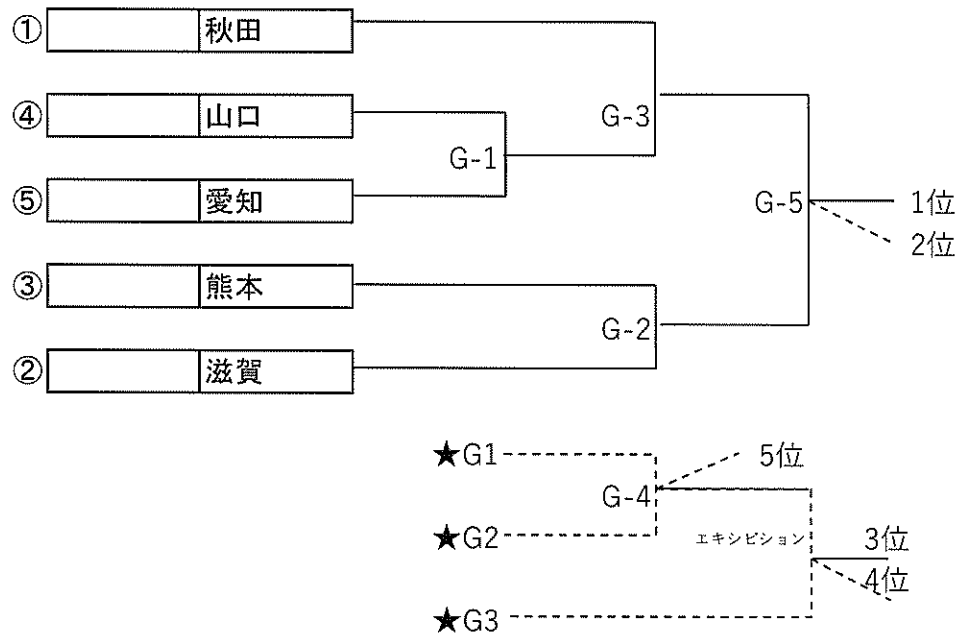 ① 秋田
④ 山口
⑤ 愛知
③ 熊本
② 滋賀
G-1
G-3
G-2
G-5
1位
2位
★G1
★G2
★G3
G-4
5位
エキシビション
3位
4位